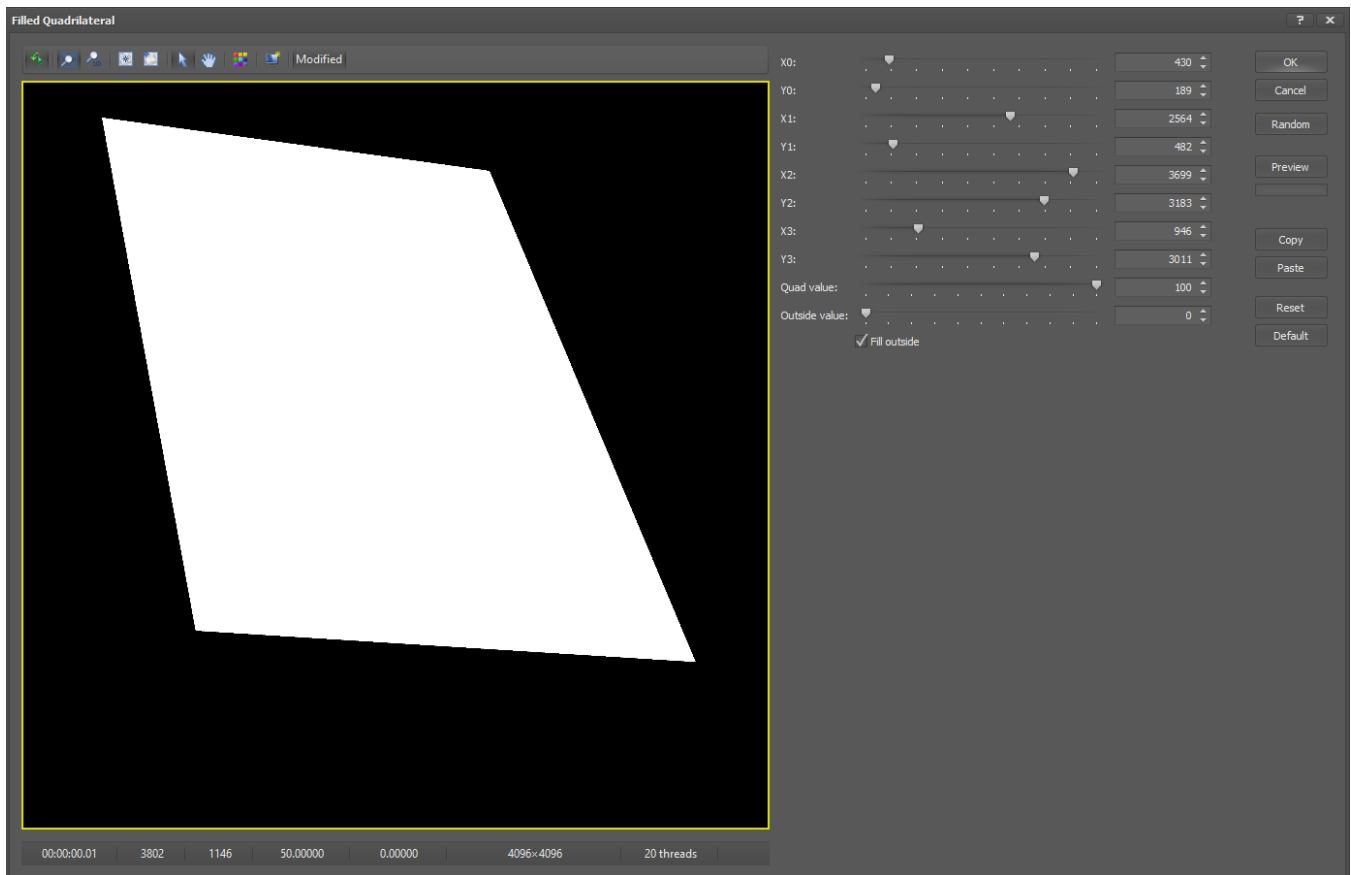 Filled Quadrilateral ? ×
Modified
X0: 430 OK
Y0: 189 Cancel
X1: 2564 Random
Y1: 482
X2: 3699 Preview
Y2: 3183
X3: 946 Copy
Y3: 3011 Paste
Quad value: 100 Reset
Outside value: 0 Default
Fill outside
00:00:00.01 3802 1146 50.00000 0.00000 4096×4096 20 threads